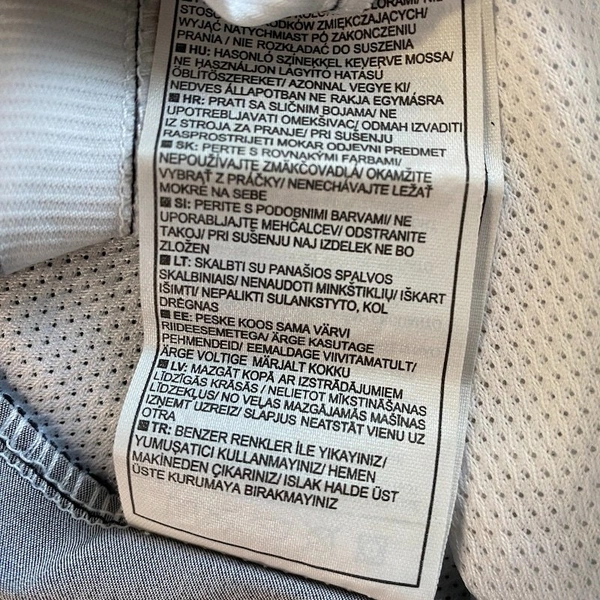 WYJĄĆ NATYCHMIAST PO ZAKOŃCZENIU
PRANIA/ NIE ROZKŁADAĆ DO SUSZENIA
HU: HASONLÓ SZÍNEKKEL KEVERVE MOSSA/
NE HASZNÁLJON LÁGYÍTÓ HATÁSÚ
ÖBLÍTŐSZEREKET/ AZONNAL VEGYE KI/
NEDVES ÁLLAPOTBAN NE RAKJA EGYMÁSRA
HR: PRATI SA SLIČNIM BOJAMA/ NE
UPOTREBLJAVATI OMEKŠIVAČ/ ODMAH IZVADITI
IZ STROJA ZA PRANJE/ PRI SUŠENJU
RASPROSTRIJETI MOKAR ODJEVNI PREDMET
SK: PERTE S ROVNAKÝMI FARBAMI/
NEPOUŽÍVAJTE ZMÄKČOVADLÁ/ OKAMŽITE
VYBRAŤ Z PRÁČKY/ NENECHÁVAJTE LEŽAŤ
MOKRÉ NA SEBE
SI: PERITE S PODOBNIMI BARVAMI/ NE
UPORABLJAJTE MEHČALCEV/ ODSTRANITE
TAKOJ/ PRI SUŠENJU NAJ IZDELEK NE BO
ZLOŽEN
LT: SKALBTI SU PANAŠIOS SPALVOS
SKALBINIAIS/ NENAUDOTI MINKŠTIKLIŲ/ IŠKART
IŠIMTI/ NEPALIKTI SULANKSTYTO, KOL
DRĖGNAS
EE: PESKE KOOS SAMA VÄRVI
RIIDEESEMETEGA/ ÄRGE KASUTAGE
PEHMENDEID/ EEMALDAGE VIIVITAMATULT/
ÄRGE VOLTIGE MÄRJALT KOKKU
LV: MAZGĀT KOPĀ AR IZSTRĀDĀJUMIEM
LĪDZĪGĀS KRĀSĀS / NELIETOT MĪKSTINĀŠANAS
LĪDZEKĻUS/ NO VEĻAS MAZGĀJAMĀS MAŠĪNAS
IZŅEMT UZREIZ/ SLAPJUS NEATSTĀT VIENU UZ
OTRA
TR: BENZER RENKLER İLE YIKAYINIZ/
YUMUŞATICI KULLANMAYINIZ/ HEMEN
MAKİNEDEN ÇIKARINIZ/ ISLAK HALDE ÜST
ÜSTE KURUMAYA BIRAKMAYINIZ